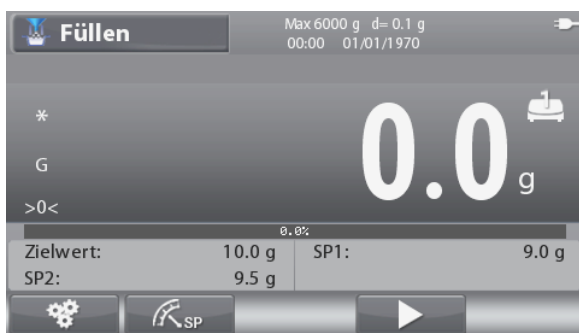 Füllen
Max 6000 g d= 0.1 g
00:00 01/01/1970
1
*
0.0 g
G
>0<
0.0%
Zielwert: 10.0 g SP1: 9.0 g
SP2: 9.5 g
SP